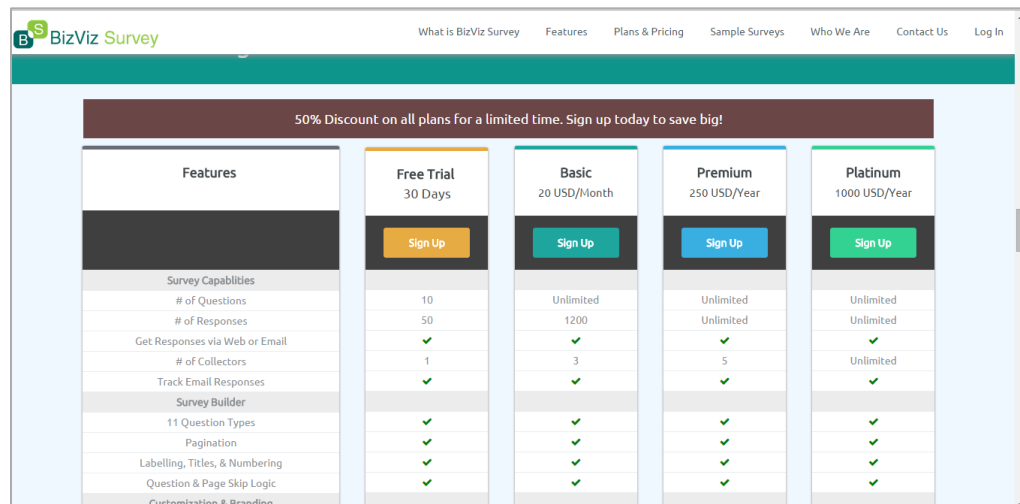 BS BizViz Survey
What is BizViz Survey Features Plans & Pricing Sample Surveys Who We Are Contact Us Log In
50% Discount on all plans for a limited time. Sign up today to save big!
Features Free Trial Basic Premium Platinum
30 Days 20 USD/Month 250 USD/Year 1000 USD/Year
Sign Up Sign Up Sign Up Sign Up
Survey Capablities
# of Questions 10 Unlimited Unlimited Unlimited
# of Responses 50 1200 Unlimited Unlimited
Get Responses via Web or Email ✔ ✔ ✔ ✔
# of Collectors 1 3 5 Unlimited
Track Email Responses ✔ ✔ ✔ ✔
Survey Builder
11 Question Types ✔ ✔ ✔ ✔
Pagination ✔ ✔ ✔ ✔
Labelling, Titles, & Numbering ✔ ✔ ✔ ✔
Question & Page Skip Logic ✔ ✔ ✔ ✔
Customization & Branding